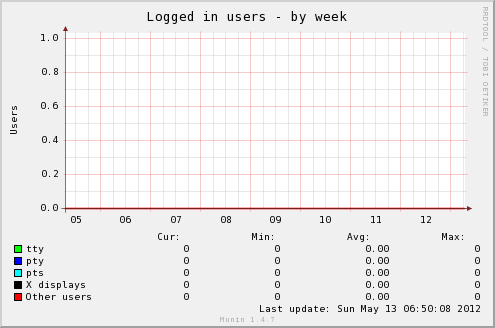 Logged in users - by week
RRDTOOL / TOBI OETIKER
Users
1.0
0.8
0.6
0.4
0.2
0.0
05 06 07 08 09 10 11 12
Cur: Min: Avg: Max:
tty 0 0 0.00 0
pty 0 0 0.00 0
pts 0 0 0.00 0
X displays 0 0 0.00 0
Other users 0 0 0.00 0
Last update: Sun May 13 06:50:08 2012
Munin 1.4.7